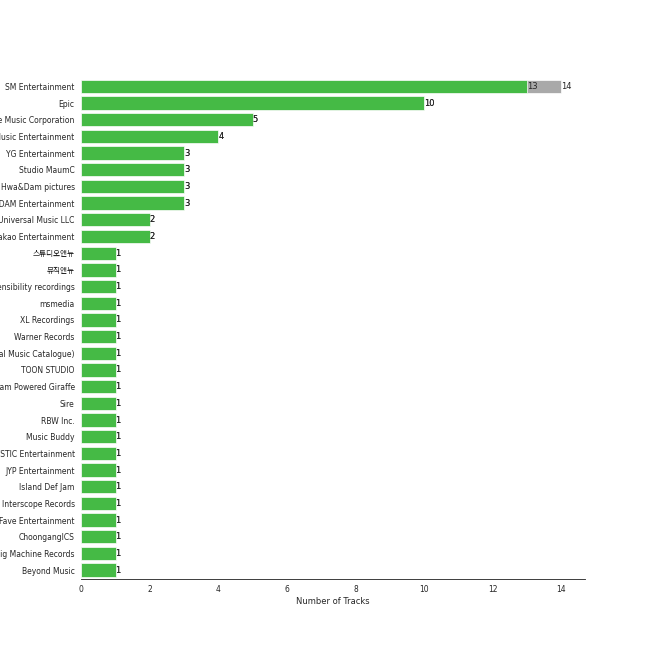 SM Entertainment 13 14
Epic 10
e Music Corporation 5
usic Entertainment 4
YG Entertainment 3
Studio MaumC 3
Hwa&Dam pictures 3
DAM Entertainment 3
Universal Music LLC 2
akao Entertainment 2
스튜디오앤뉴 1
뮤직앤뉴 1
ensibility recordings 1
msmedia 1
XL Recordings 1
Warner Records 1
al Music Catalogue) 1
TOON STUDIO 1
am Powered Giraffe 1
Sire 1
RBW Inc. 1
Music Buddy 1
STIC Entertainment 1
JYP Entertainment 1
Island Def Jam 1
Interscope Records 1
Fave Entertainment 1
ChoongangICS 1
ig Machine Records 1
Beyond Music 1
0 2 4 6 8 10 12 14
Number of Tracks